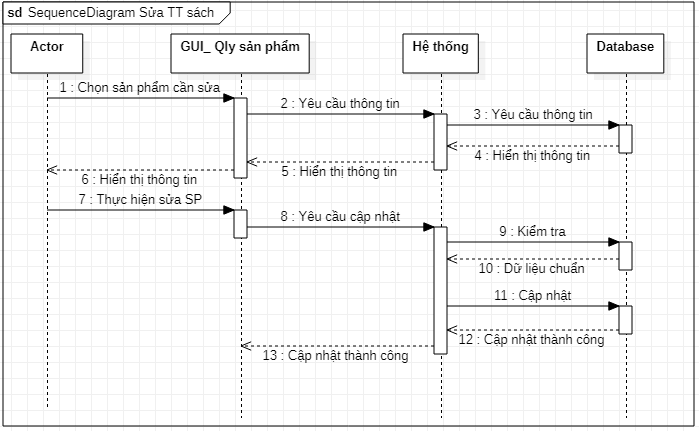 sd SequenceDiagram Sửa TT sách
Actor
GUI_ Qly sản phẩm
Hệ thống
Database
1 : Chọn sản phẩm cần sửa
2 : Yêu cầu thông tin
3 : Yêu cầu thông tin
4 : Hiển thị thông tin
5 : Hiển thị thông tin
6 : Hiển thị thông tin
7 : Thực hiện sửa SP
8 : Yêu cầu cập nhật
9 : Kiểm tra
10 : Dữ liệu chuẩn
11 : Cập nhật
12 : Cập nhật thành công
13 : Cập nhật thành công